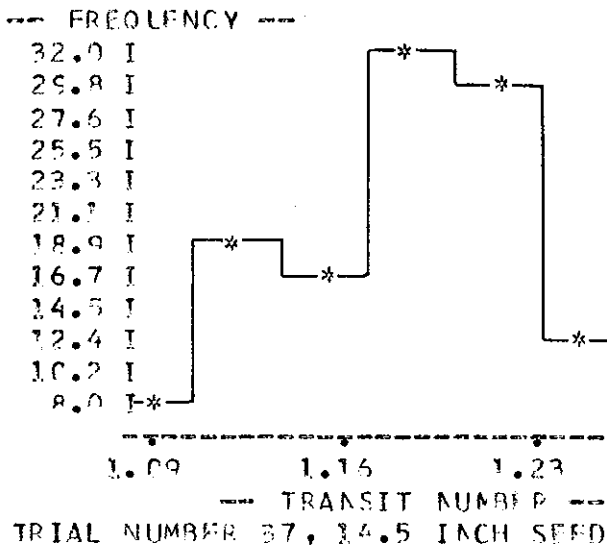 -- FREQUENCY --
32.0 I
29.8 I
27.6 I
25.5 I
23.3 I
21.1 I
18.9 I
16.7 I
14.5 I
12.4 I
10.2 I
8.0 I
1.09 1.16 1.23
-- TRANSIT NUMBER --
TRIAL NUMBER 37, 14.5 INCH SEED